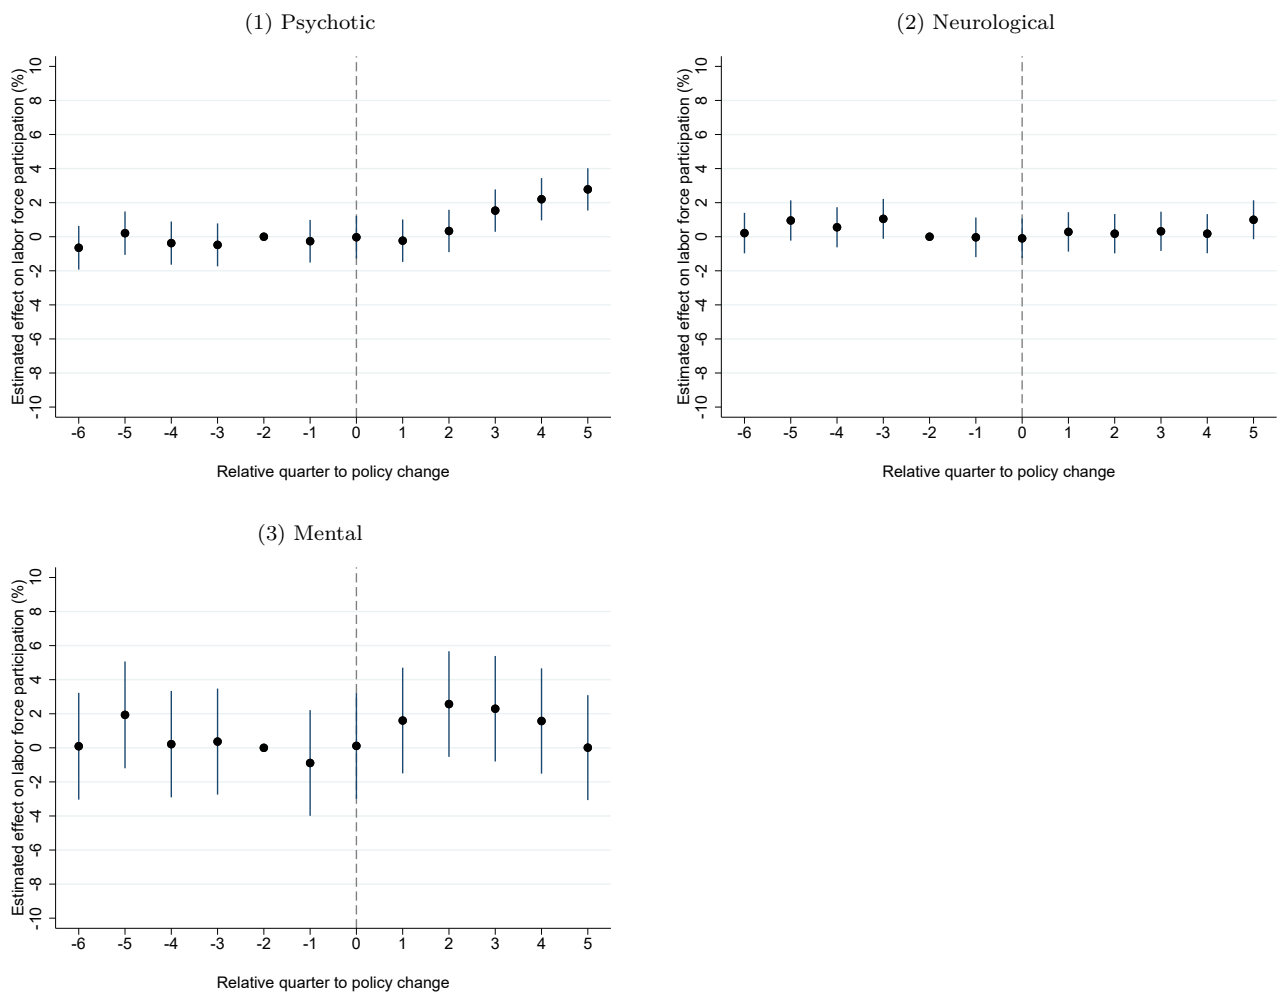 (1) Psychotic
Estimated effect on labor force participation (%)
10
8
6
4
2
0
-2
-4
-6
-8
-10
-6 -5 -4 -3 -2 -1 0 1 2 3 4 5
Relative quarter to policy change
(2) Neurological
Estimated effect on labor force participation (%)
10
8
6
4
2
0
-2
-4
-6
-8
-10
-6 -5 -4 -3 -2 -1 0 1 2 3 4 5
Relative quarter to policy change
(3) Mental
Estimated effect on labor force participation (%)
10
8
6
4
2
0
-2
-4
-6
-8
-10
-6 -5 -4 -3 -2 -1 0 1 2 3 4 5
Relative quarter to policy change